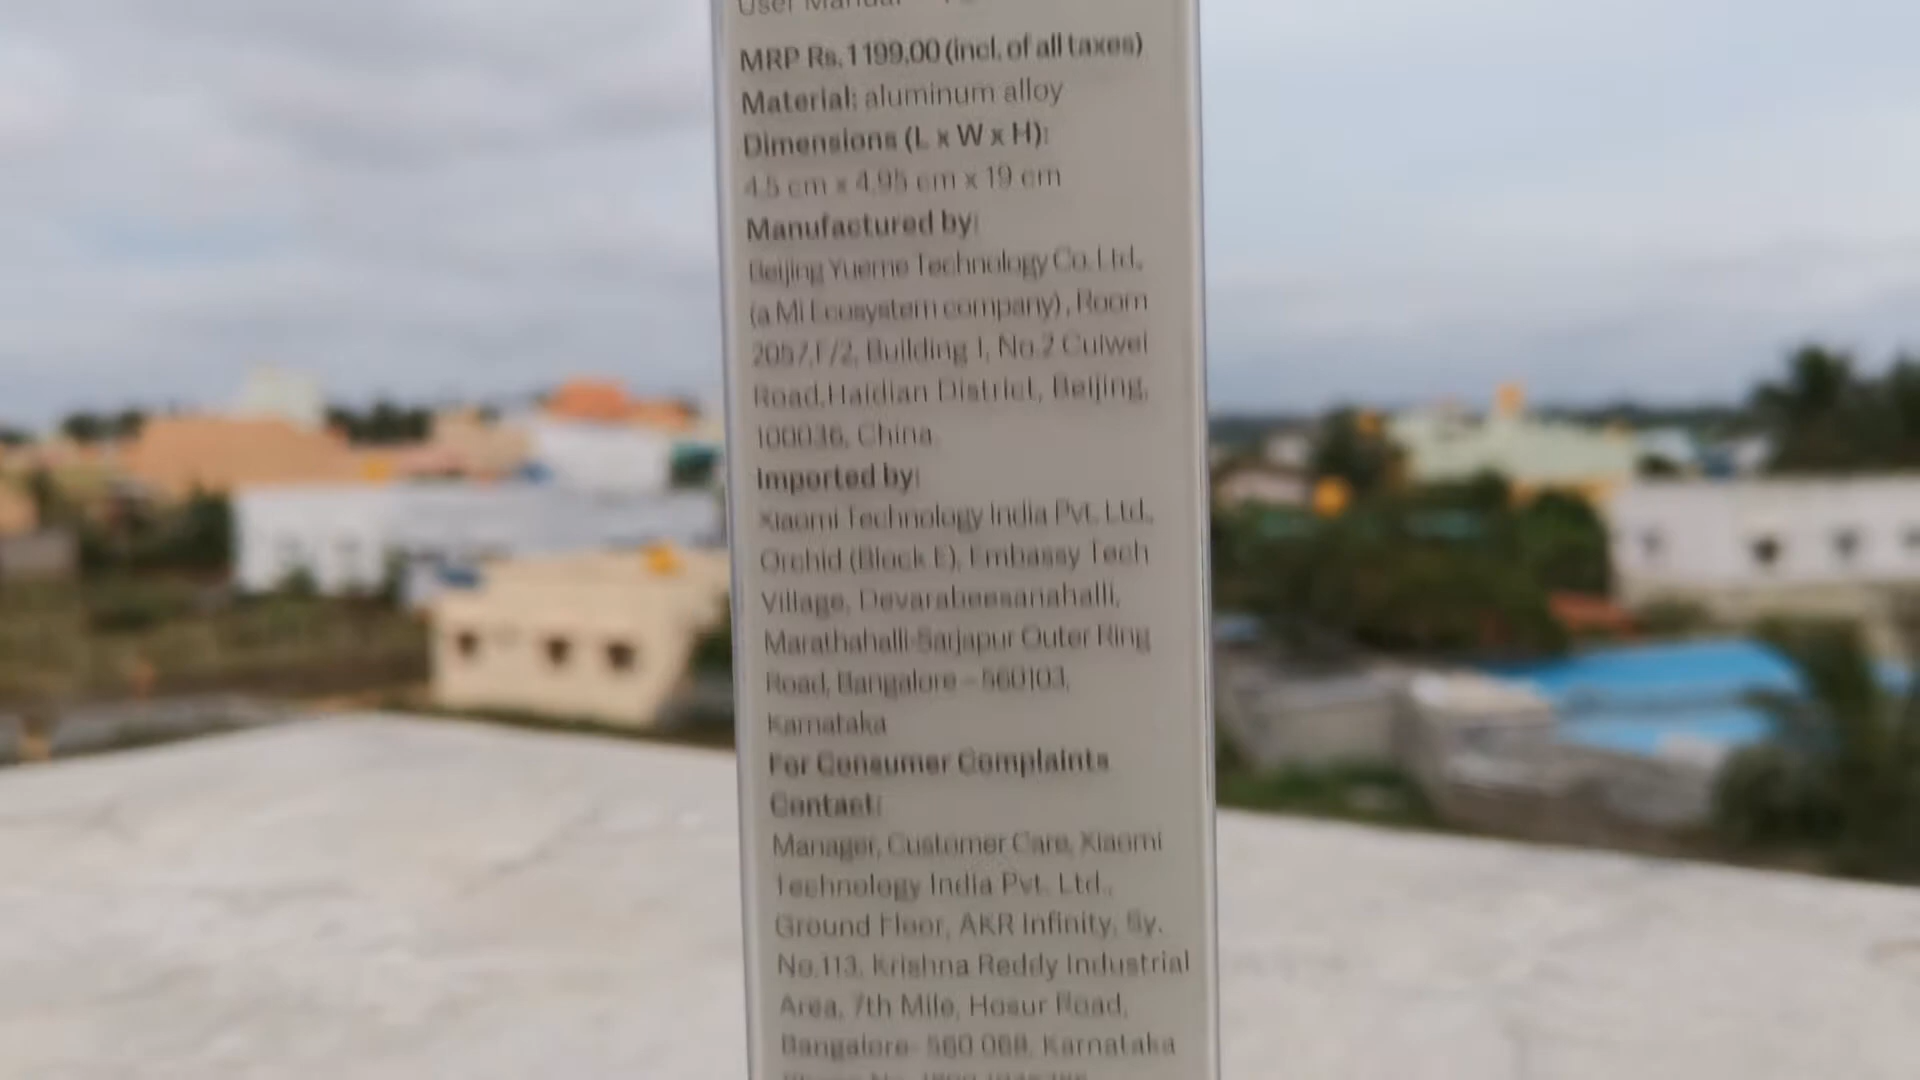 User Manual
MRP Rs. 1199.00 (incl. of all taxes)
Material: aluminum alloy
Dimensions (L x W x H):
4.5 cm x 4.95 cm x 19 cm
Manufactured by:
Beijing Yueme Technology Co. Ltd.,
(a MI Ecosystem company), Room
2057,F/2, Building 1, No.2 Cuiwei
Road,Haidian District, Beijing,
100036, China
Imported by:
Xiaomi Technology India Pvt. Ltd.,
Orchid (Block E), Embassy Tech
Village, Devarabeesanahalli,
Marathahalli-Sarjapur Outer Ring
Road, Bangalore – 560103,
Karnataka
For Consumer Complaints
Contact:
Manager, Customer Care, Xiaomi
Technology India Pvt. Ltd.,
Ground Floor, AKR Infinity, Sy.
No.113, Krishna Reddy Industrial
Area, 7th Mile, Hosur Road,
Bangalore- 560 068, Karnataka